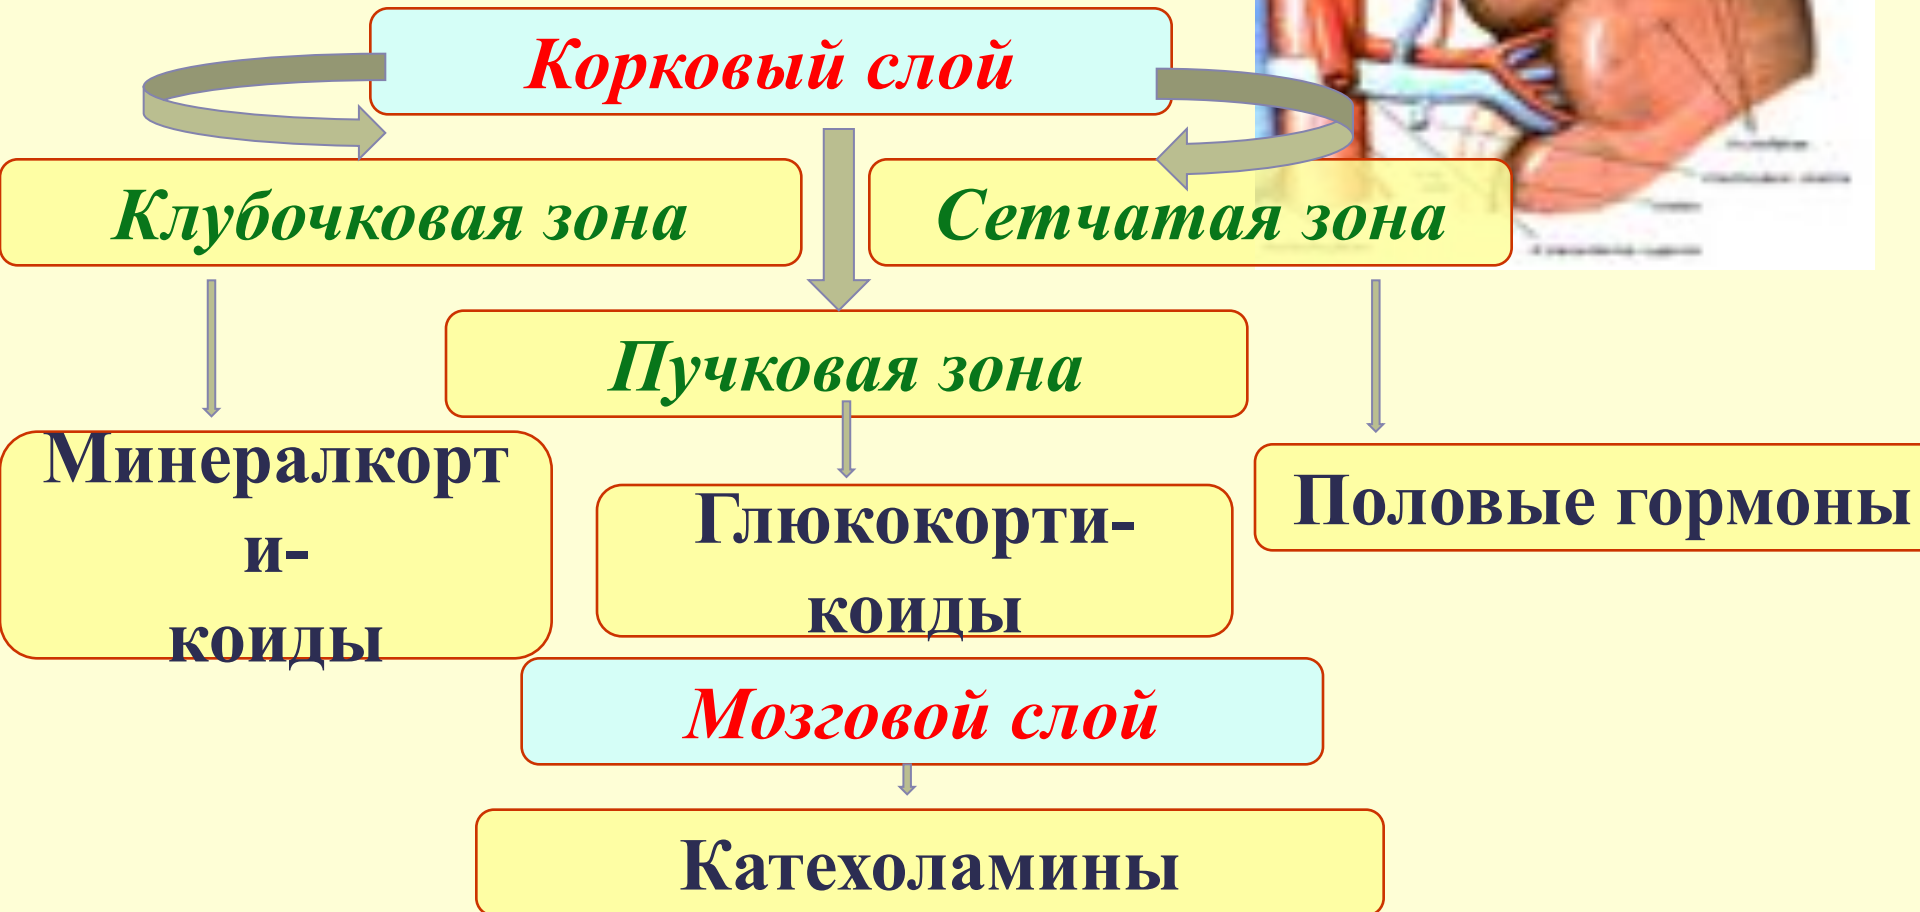 Корковый слой
Клубочковая зона
Сетчатая зона
Пучковая зона
Минералкорт
и-
коиды
Глюкокорти-
коиды
Половые гормоны
Мозговой слой
Катехоламины